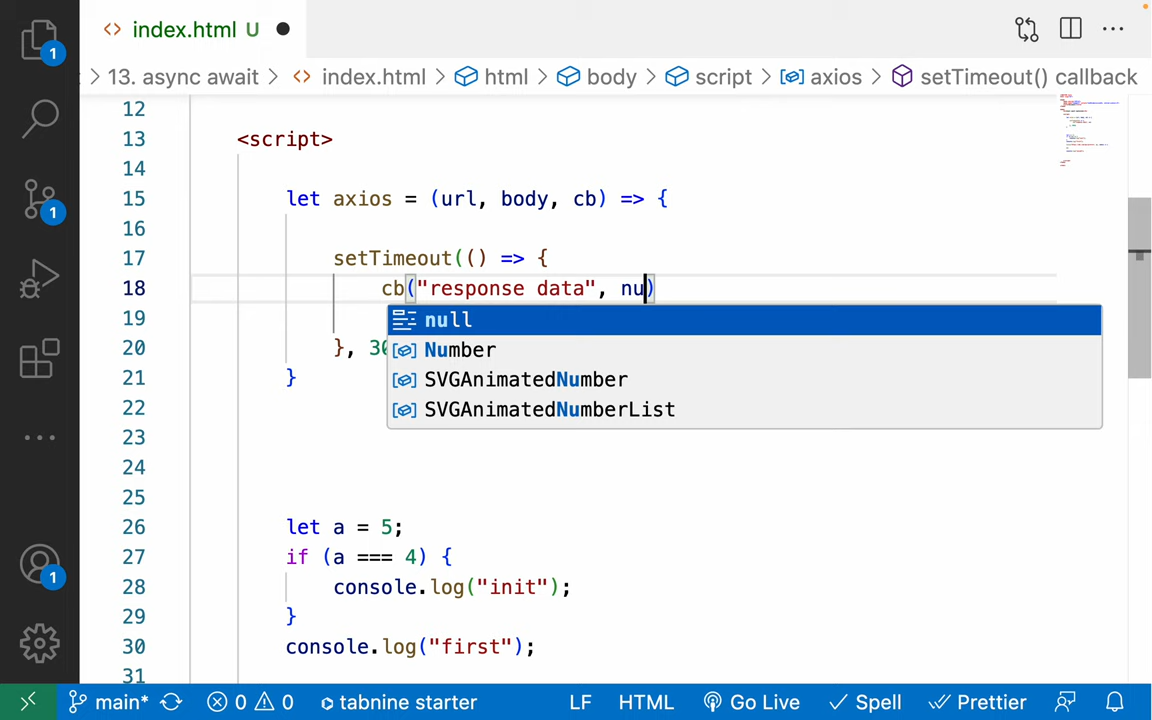 index.html U
13. async await > index.html > html > body > script > axios > setTimeout() callback
1
12
13 <script>
14
15 let axios = (url, body, cb) => {
16
17 setTimeout(() => {
18 cb("response data", nu)
19 null
20 }, 30 Number
21 } SVGAnimatedNumber
22 SVGAnimatedNumberList
23
24
25
26 let a = 5;
27 if (a === 4) {
28 console.log("init");
29 }
30 console.log("first");
31
1
1
main* 0 0 tabnine starter LF HTML Go Live Spell Prettier